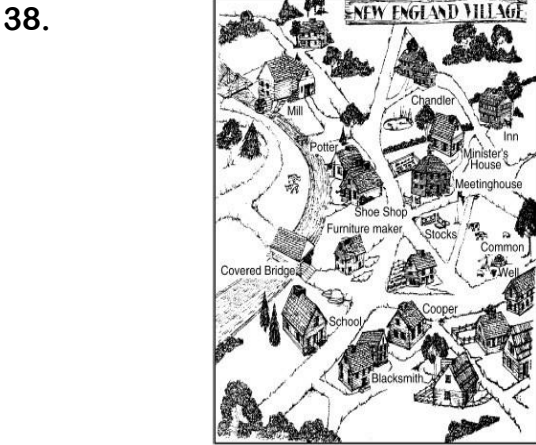 38.
NEW ENGLAND VILLAGE
Chandler
Mill
Inn
Potter
Minister's
House
Meetinghouse
Shoe Shop
Furniture maker
Stocks
Common
Covered Bridge
Well
Cooper
School
Blacksmith